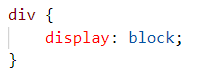 div {
    display: block;
}